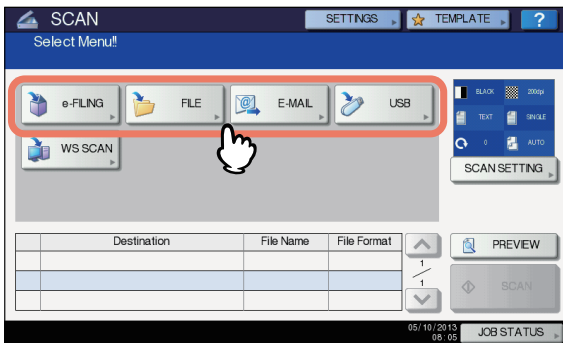 SCAN
SETTINGS
TEMPLATE
?
Select Menu!!
e-FILING
FILE
E-MAIL
USB
WS SCAN
BLACK
200dpi
TEXT
SINGLE
0
AUTO
SCAN SETTING
Destination
File Name
File Format
1
1
PREVIEW
SCAN
05/10/2013
08:05
JOB STATUS